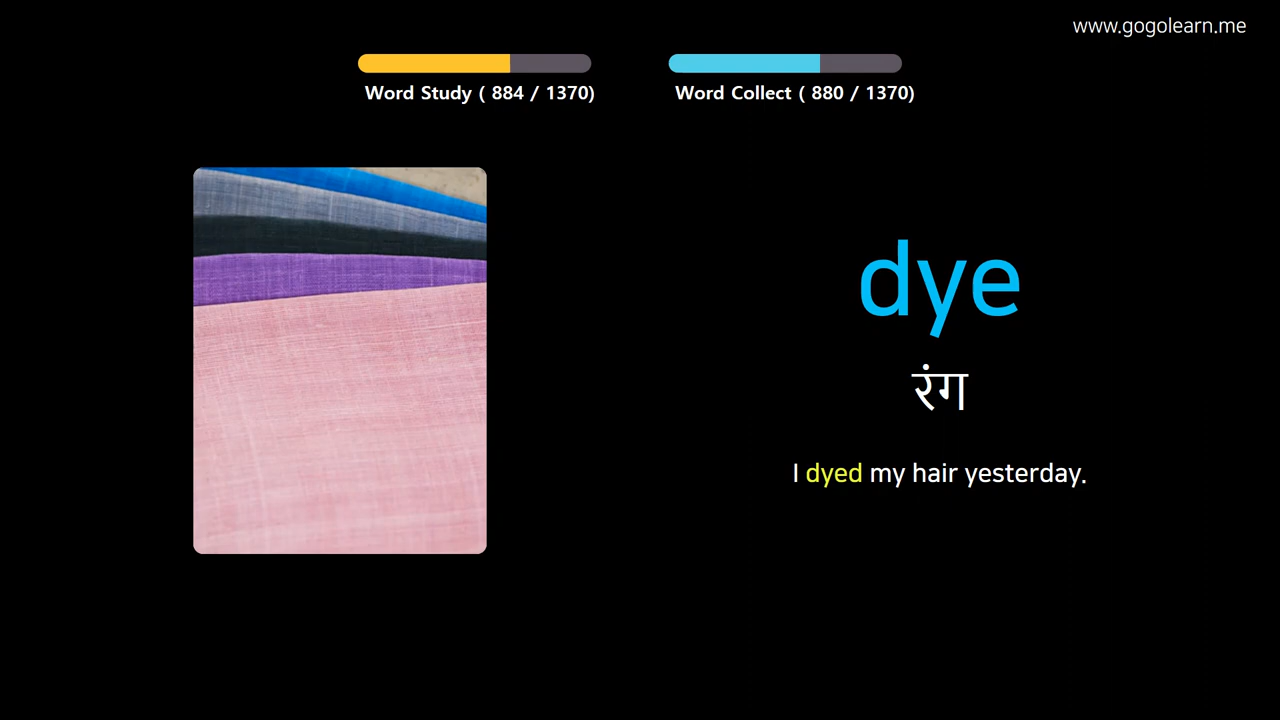 www.gogolearn.me
Word Study ( 884 / 1370)
Word Collect ( 880 / 1370)
dye
रंग
I dyed my hair yesterday.